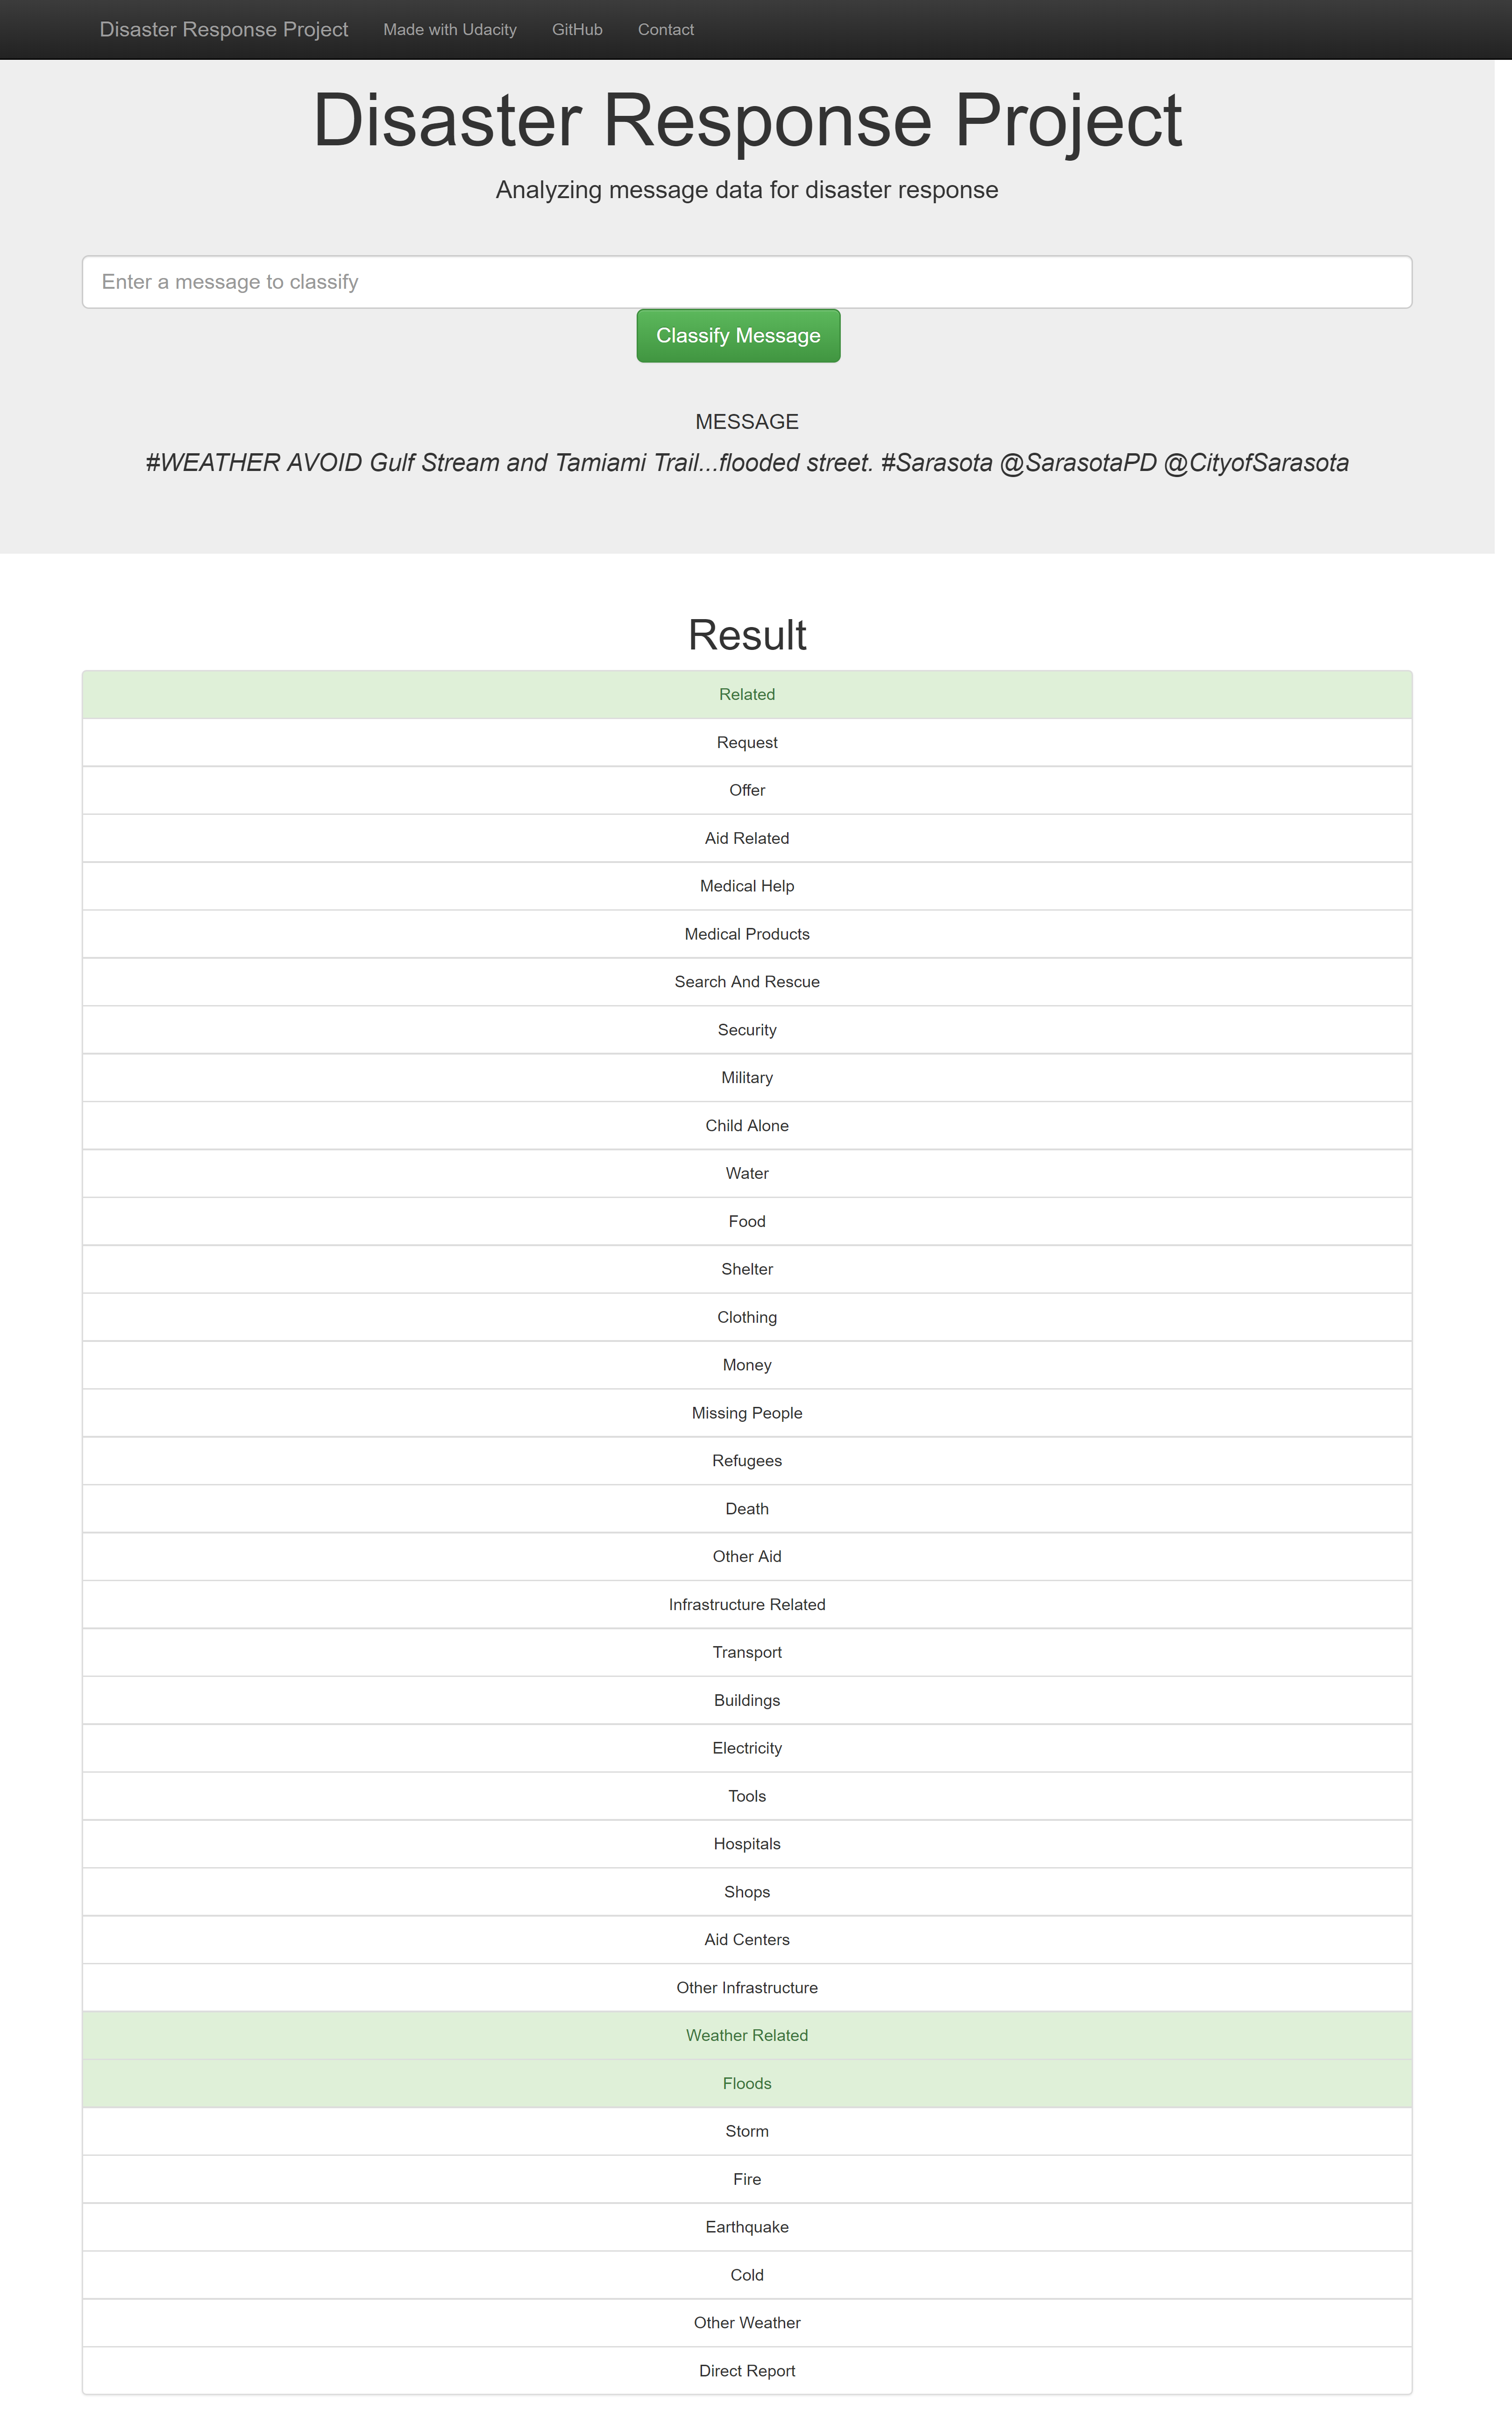 Disaster Response Project Made with Udacity GitHub Contact
Disaster Response Project
Analyzing message data for disaster response
Enter a message to classify
Classify Message
MESSAGE
#WEATHER AVOID Gulf Stream and Tamiami Trail...flooded street. #Sarasota @SarasotaPD @CityofSarasota
Result
Related
Request
Offer
Aid Related
Medical Help
Medical Products
Search And Rescue
Security
Military
Child Alone
Water
Food
Shelter
Clothing
Money
Missing People
Refugees
Death
Other Aid
Infrastructure Related
Transport
Buildings
Electricity
Tools
Hospitals
Shops
Aid Centers
Other Infrastructure
Weather Related
Floods
Storm
Fire
Earthquake
Cold
Other Weather
Direct Report